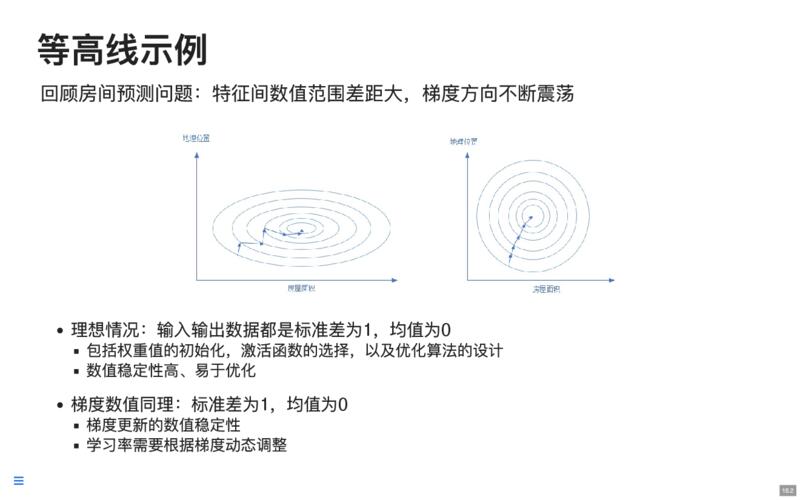 等高线示例
回顾房间预测问题：特征间数值范围差距大，梯度方向不断震荡
地理位置
地理位置
房屋面积
房屋面积
理想情况：输入输出数据都是标准差为1，均值为0
包括权重值的初始化，激活函数的选择，以及优化算法的设计
数值稳定性高、易于优化
梯度数值同理：标准差为1，均值为0
梯度更新的数值稳定性
学习率需要根据梯度动态调整